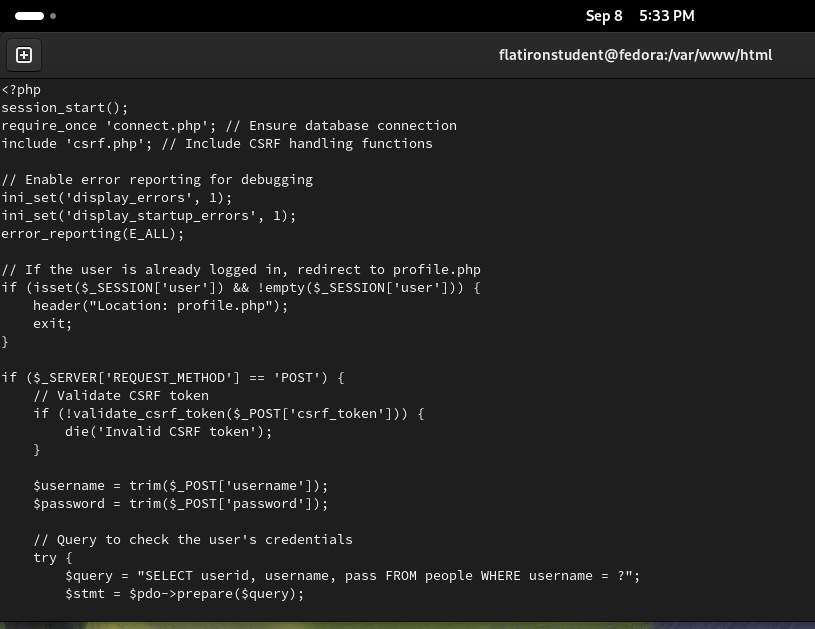 Sep 8 5:33 PM
flatironstudent@fedora:/var/www/html
<?php
session_start();
require_once 'connect.php'; // Ensure database connection
include 'csrf.php'; // Include CSRF handling functions

// Enable error reporting for debugging
ini_set('display_errors', 1);
ini_set('display_startup_errors', 1);
error_reporting(E_ALL);

// If the user is already logged in, redirect to profile.php
if (isset($_SESSION['user']) && !empty($_SESSION['user'])) {
    header("Location: profile.php");
    exit;
}

if ($_SERVER['REQUEST_METHOD'] == 'POST') {
    // Validate CSRF token
    if (!validate_csrf_token($_POST['csrf_token'])) {
        die('Invalid CSRF token');
    }

    $username = trim($_POST['username']);
    $password = trim($_POST['password']);

    // Query to check the user's credentials
    try {
        $query = "SELECT userid, username, pass FROM people WHERE username = ?";
        $stmt = $pdo->prepare($query);